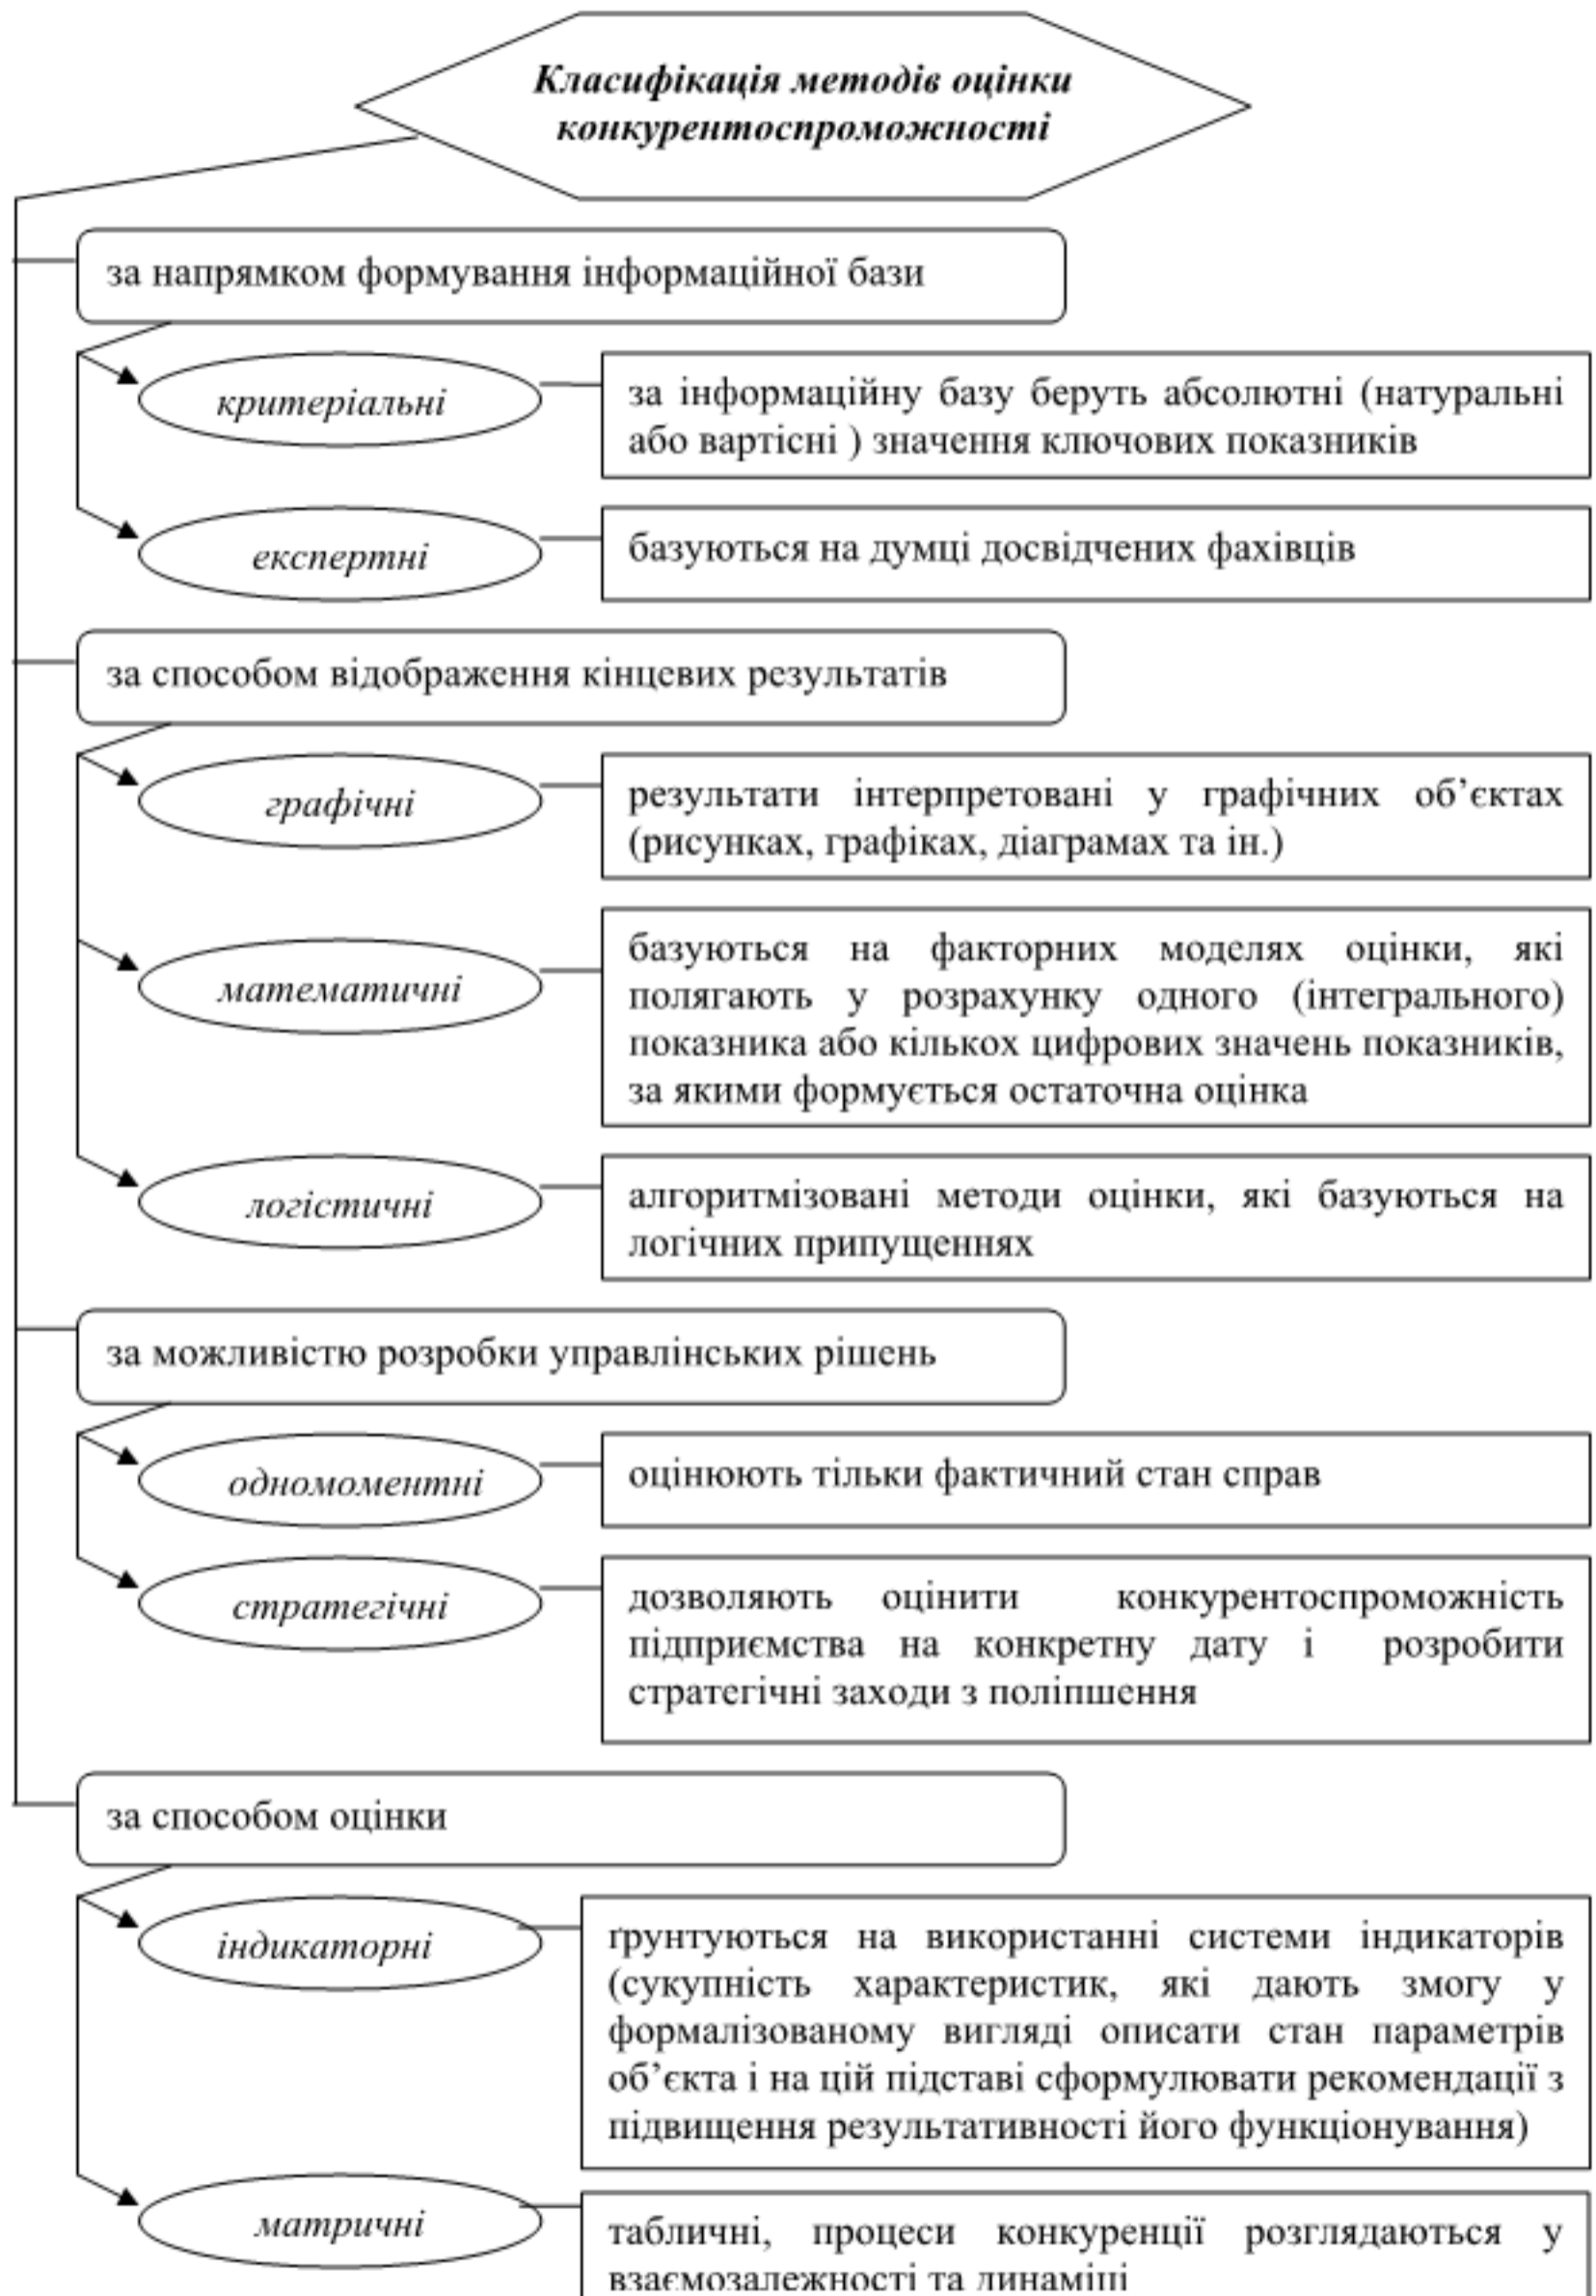 Класифікація методів оцінки
конкурентоспроможності
за напрямком формування інформаційної бази
критеріальні
за інформаційну базу беруть абсолютні (натуральні
або вартісні ) значення ключових показників
експертні
базуються на думці досвідчених фахівців
за способом відображення кінцевих результатів
графічні
результати інтерпретовані у графічних об’єктах
(рисунках, графіках, діаграмах та ін.)
математичні
базуються на факторних моделях оцінки, які
полягають у розрахунку одного (інтегрального)
показника або кількох цифрових значень показників,
за якими формується остаточна оцінка
логістичні
алгоритмізовані методи оцінки, які базуються на
логічних припущеннях
за можливістю розробки управлінських рішень
одномоментні
оцінюють тільки фактичний стан справ
стратегічні
дозволяють оцінити конкурентоспроможність
підприємства на конкретну дату і розробити
стратегічні заходи з поліпшення
за способом оцінки
індикаторні
ґрунтуються на використанні системи індикаторів
(сукупність характеристик, які дають змогу у
формалізованому вигляді описати стан параметрів
об’єкта і на цій підставі сформулювати рекомендації з
підвищення результативності його функціонування)
матричні
табличні, процеси конкуренції розглядаються у
взаємозалежності та динаміці